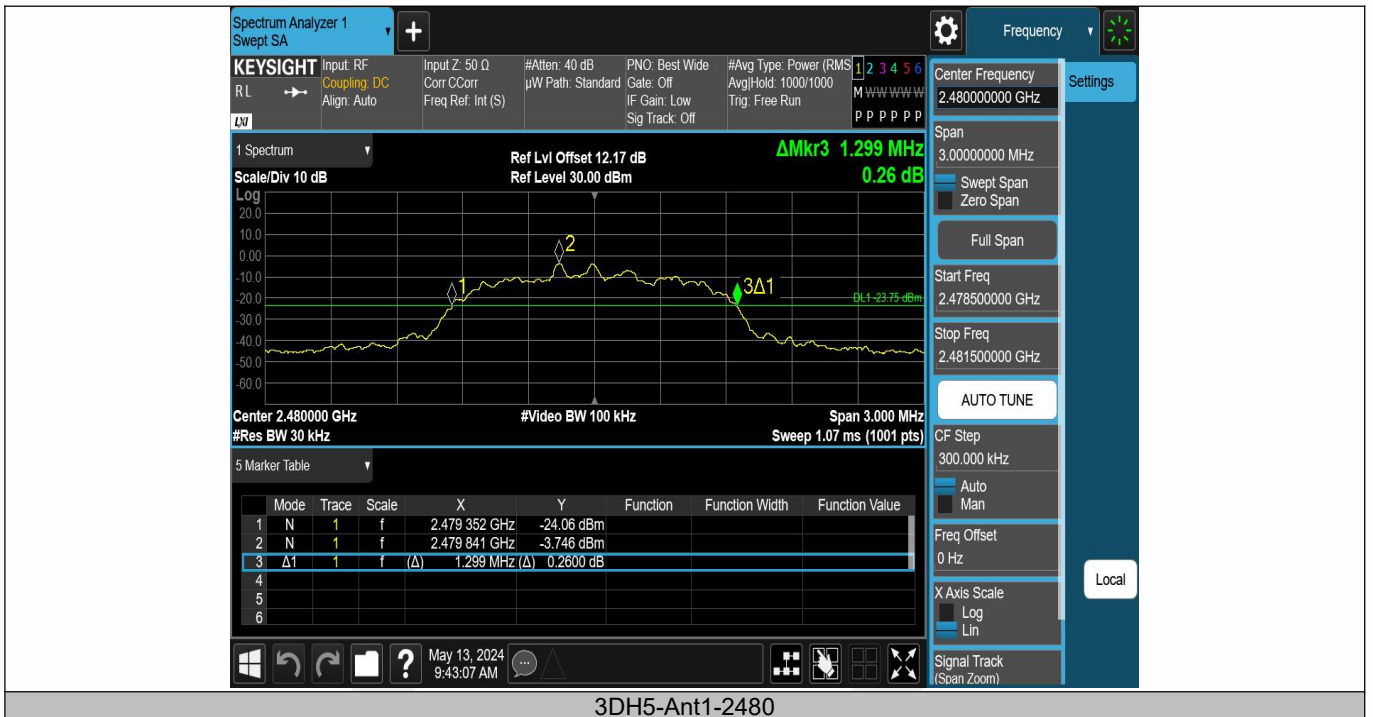 Spectrum Analyzer 1
Swept SA
+
Frequency
KEYSIGHT
RL
LXI
Input: RF
Coupling: DC
Align: Auto
Input Z: 50 Ω
Corr CCorr
Freq Ref: Int (S)
#Atten: 40 dB
µW Path: Standard
PNO: Best Wide
Gate: Off
IF Gain: Low
Sig Track: Off
#Avg Type: Power (RMS
Avg|Hold: 1000/1000
Trig: Free Run
1 2 3 4 5 6
M W W W W W
P P P P P P
1 Spectrum
Scale/Div 10 dB
Ref Lvl Offset 12.17 dB
Ref Level 30.00 dBm
ΔMkr3 1.299 MHz
0.26 dB
Log
20.0
10.0
0.00
-10.0
-20.0
-30.0
-40.0
-50.0
-60.0
1
2
3Δ1
DL1 -23.75 dBm
Center 2.480000 GHz
#Video BW 100 kHz
Span 3.000 MHz
#Res BW 30 kHz
Sweep 1.07 ms (1001 pts)
5 Marker Table
Mode Trace Scale X Y Function Function Width Function Value
1 N 1 f 2.479 352 GHz -24.06 dBm
2 N 1 f 2.479 841 GHz -3.746 dBm
3 Δ1 1 f (Δ) 1.299 MHz (Δ) 0.2600 dB
4
5
6
?
May 13, 2024
9:43:07 AM
Center Frequency
2.480000000 GHz
Settings
Span
3.00000000 MHz
Swept Span
Zero Span
Full Span
Start Freq
2.478500000 GHz
Stop Freq
2.481500000 GHz
AUTO TUNE
CF Step
300.000 kHz
Auto
Man
Freq Offset
0 Hz
X Axis Scale
Log
Lin
Signal Track
(Span Zoom)
Local
3DH5-Ant1-2480